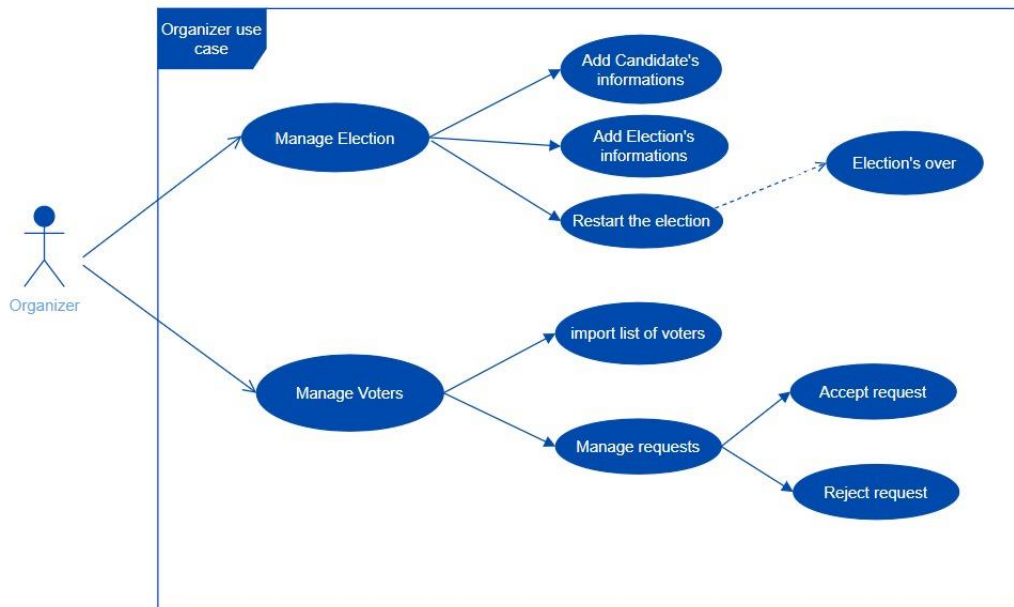 Organizer use
case
Add Candidate's
informations
Manage Election
Add Election's
informations
Election's over
Restart the election
Organizer
import list of voters
Manage Voters
Accept request
Manage requests
Reject request